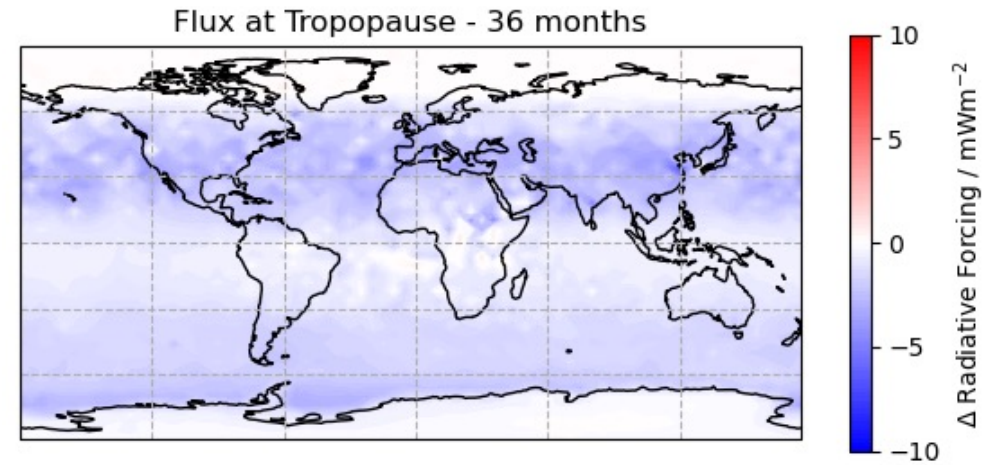 Flux at Tropopause - 36 months
10
5
0
−5
−10
Δ Radiative Forcing / mWm⁻²